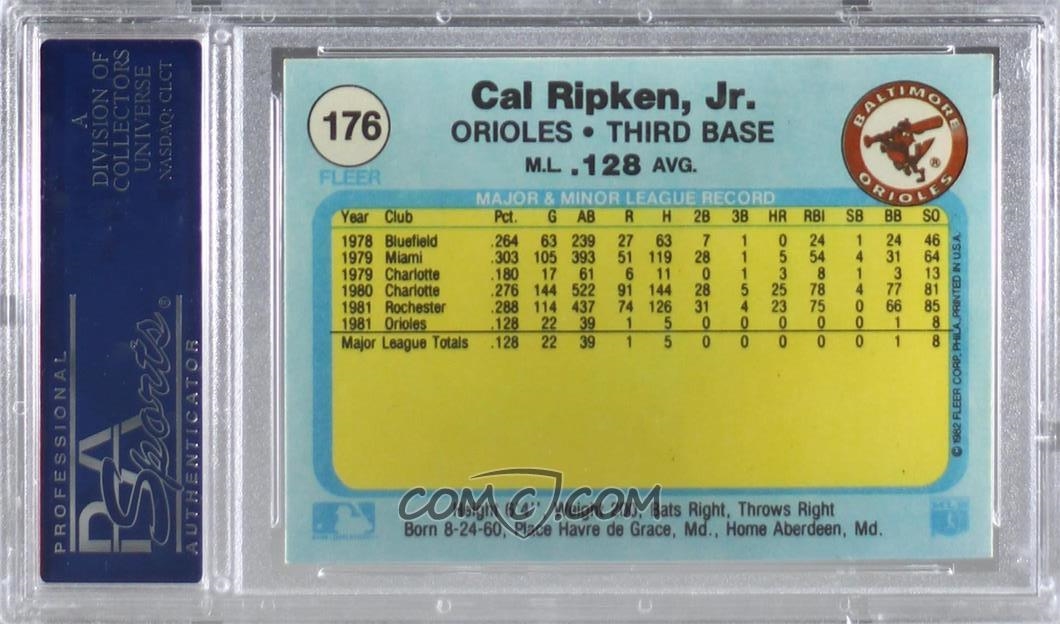 A
DIVISION OF
COLLECTORS
UNIVERSE
NASDAQ: CLCT
PROFESSIONAL
PSA
Sports®
AUTHENTICATOR
176
FLEER
Cal Ripken, Jr.
ORIOLES • THIRD BASE
M.L. .128 AVG.
BALTIMORE
ORIOLES
®
MAJOR & MINOR LEAGUE RECORD
Year Club Pct. G AB R H 2B 3B HR RBI SB BB SO
1978 Bluefield .264 63 239 27 63 7 1 0 24 1 24 46
1979 Miami .303 105 393 51 119 28 1 5 54 4 31 64
1979 Charlotte .180 17 61 6 11 0 1 3 8 1 3 13
1980 Charlotte .276 144 522 91 144 28 5 25 78 4 77 81
1981 Rochester .288 114 437 74 126 31 4 23 75 0 66 85
1981 Orioles .128 22 39 1 5 0 0 0 0 0 1 8
Major League Totals .128 22 39 1 5 0 0 0 0 0 1 8
© 1982 FLEER CORP. PHILA. PRINTED IN U.S.A.
COMC.COM
Height 6'4", Weight 200, Bats Right, Throws Right
Born 8-24-60, Place Havre de Grace, Md., Home Aberdeen, Md.